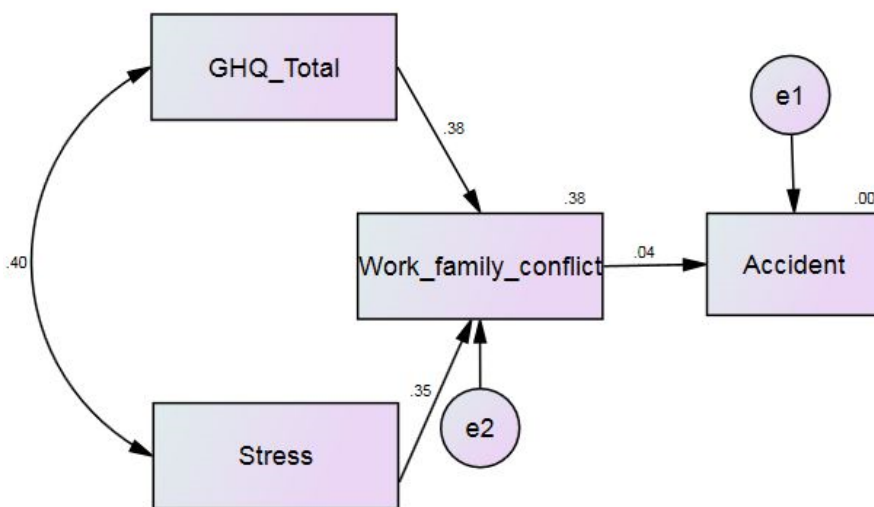 GHQ_Total
e1
.38
.38
.00
Work_family_conflict
.04
Accident
.40
.35
e2
Stress